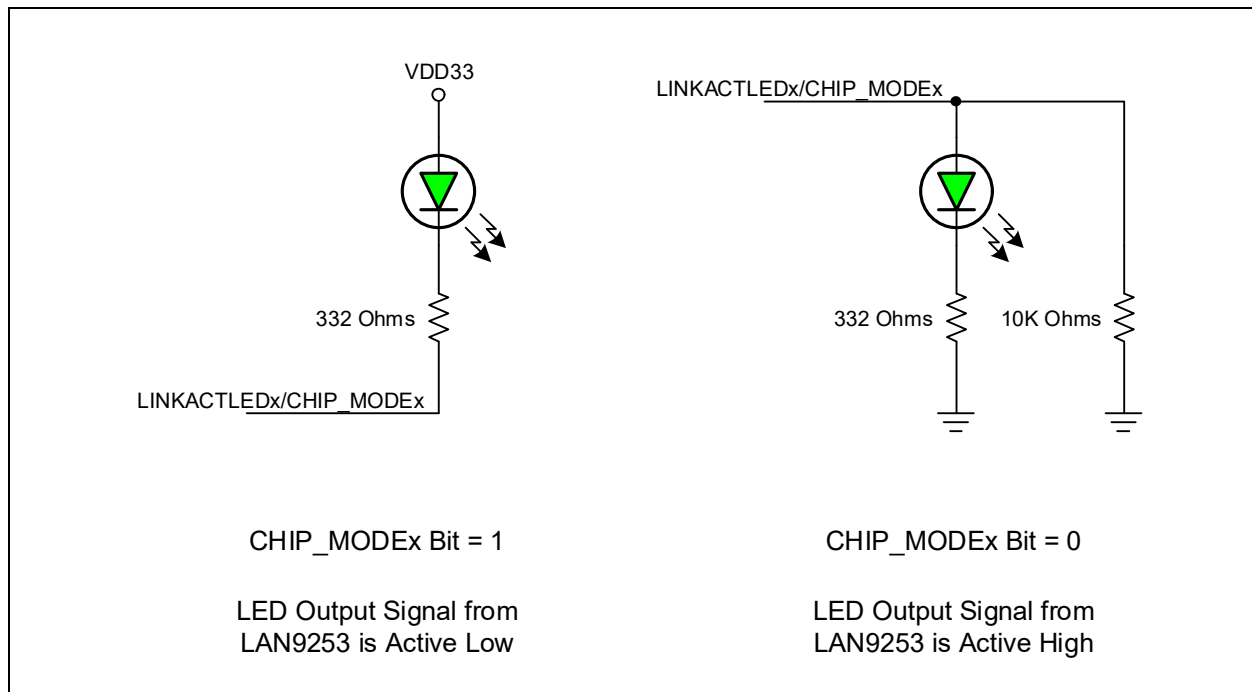 VDD33
332 Ohms
LINKACTLEDx/CHIP_MODEx
CHIP_MODEx Bit = 1
LED Output Signal from
LAN9253 is Active Low
LINKACTLEDx/CHIP_MODEx
332 Ohms
10K Ohms
CHIP_MODEx Bit = 0
LED Output Signal from
LAN9253 is Active High